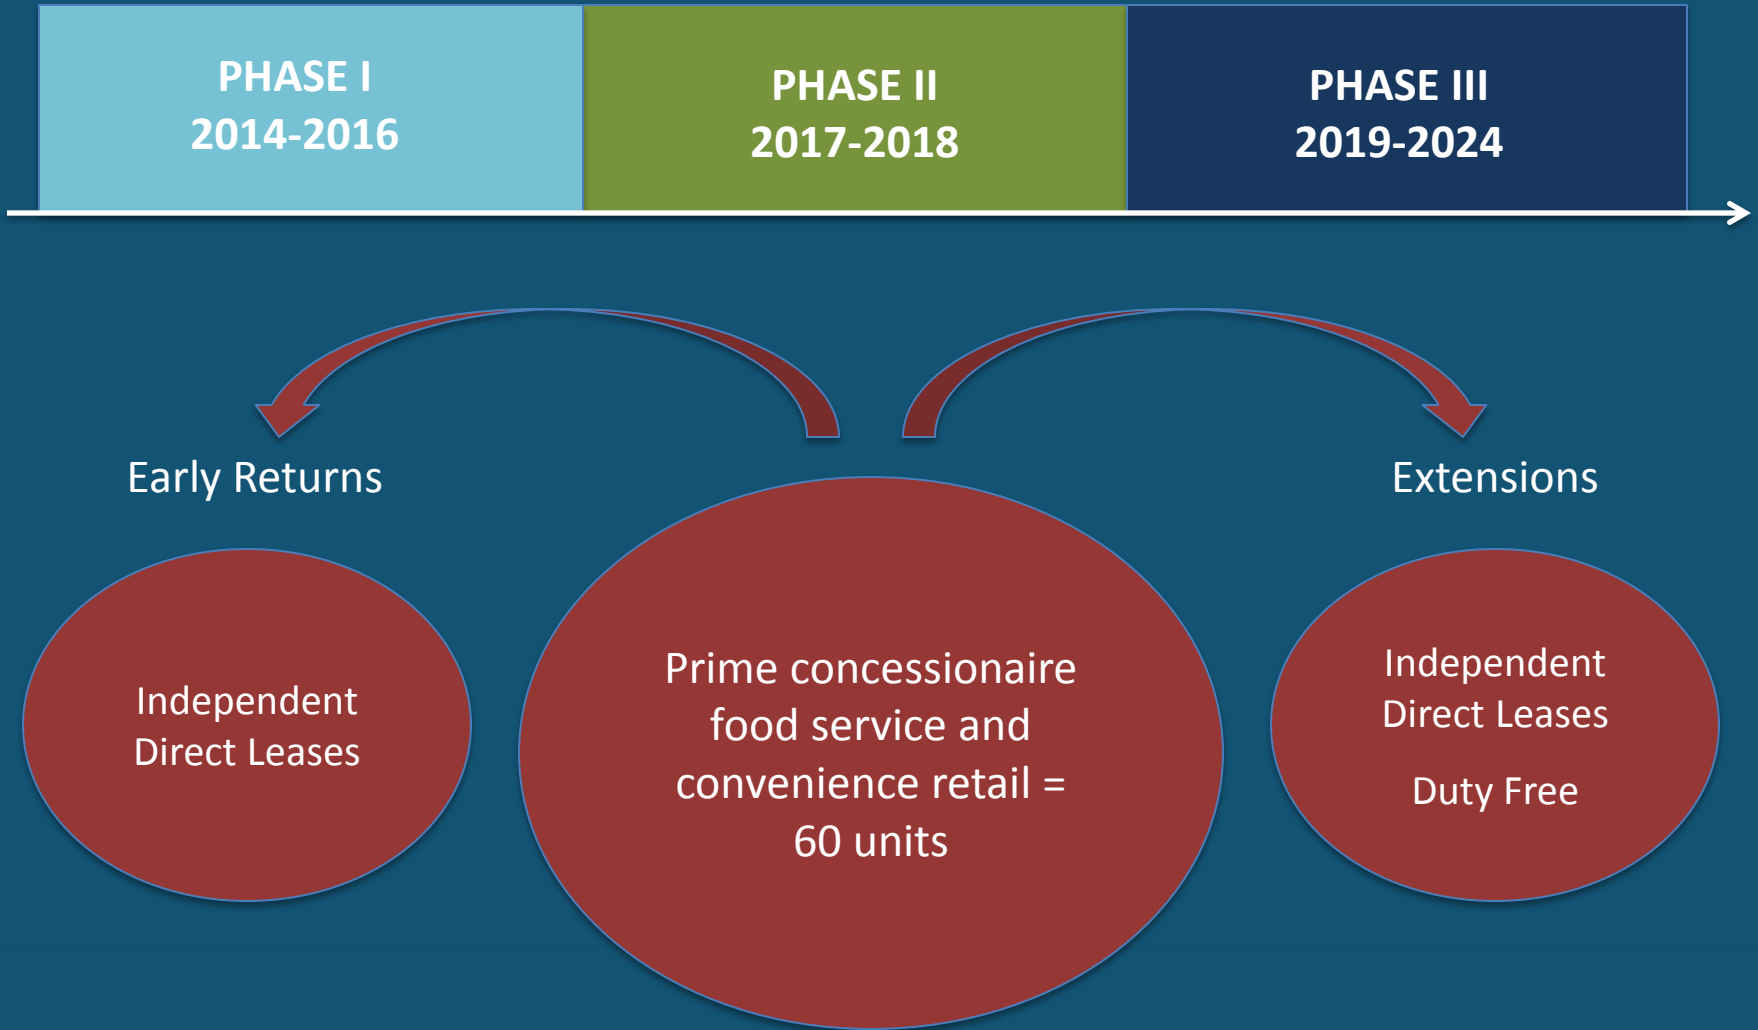 PHASE I
2014-2016
PHASE II
2017-2018
PHASE III
2019-2024
Early Returns
Extensions
Independent
Direct Leases
Prime concessionaire
food service and
convenience retail =
60 units
Independent
Direct Leases
Duty Free